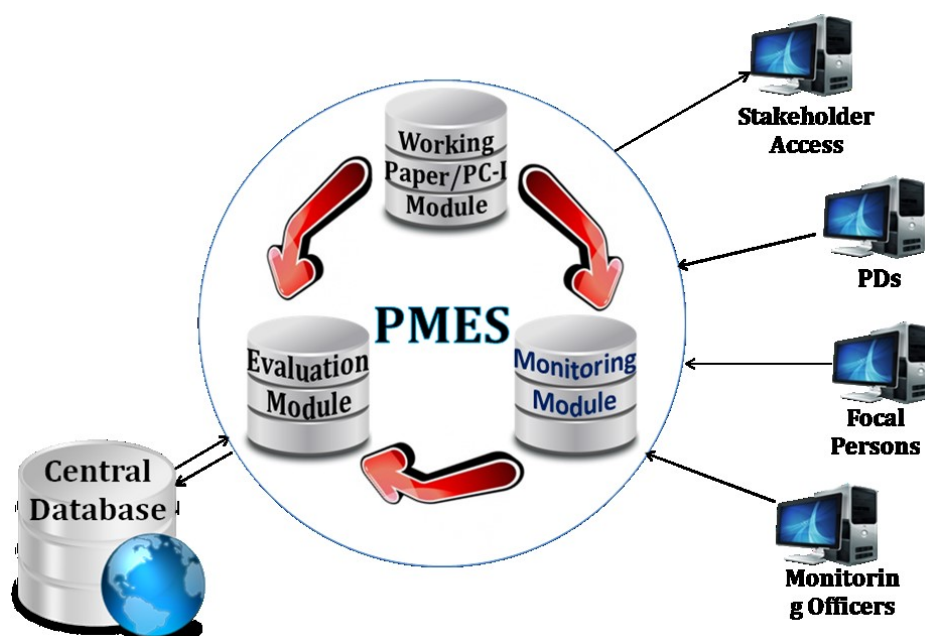 Stakeholder
Access
Working
Paper/PC-I
Module
PDs
PMES
Evaluation
Module
Monitoring
Module
Focal
Persons
Central
Database
Monitorin
g Officers